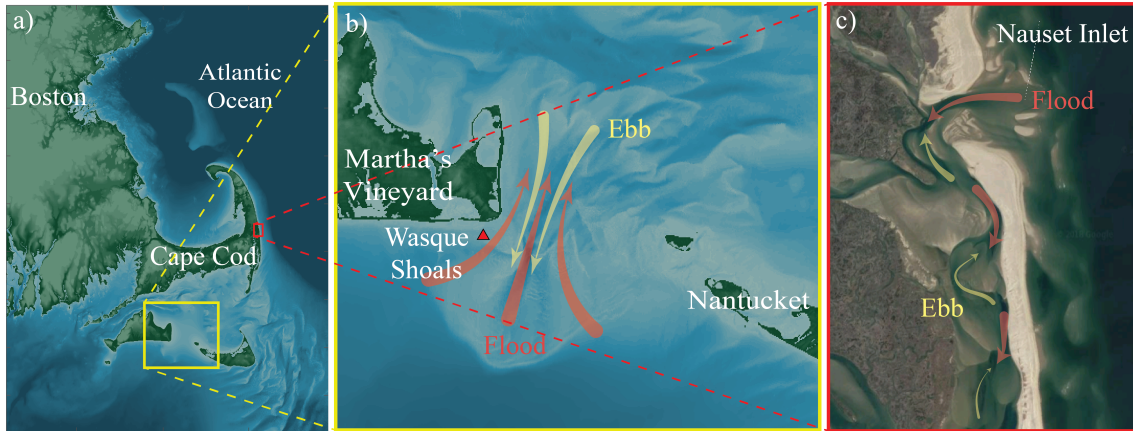 a)
Atlantic
Ocean
Boston
Cape Cod
b)
Ebb
Martha's
Vineyard
Wasque
Shoals
Nantucket
Flood
c)
Nauset Inlet
Flood
Ebb